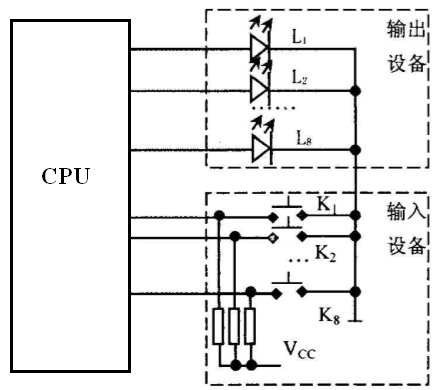 输出
设备
L1
L2
......
L8
CPU
K1
输入
设备
K2
...
K8
VCC